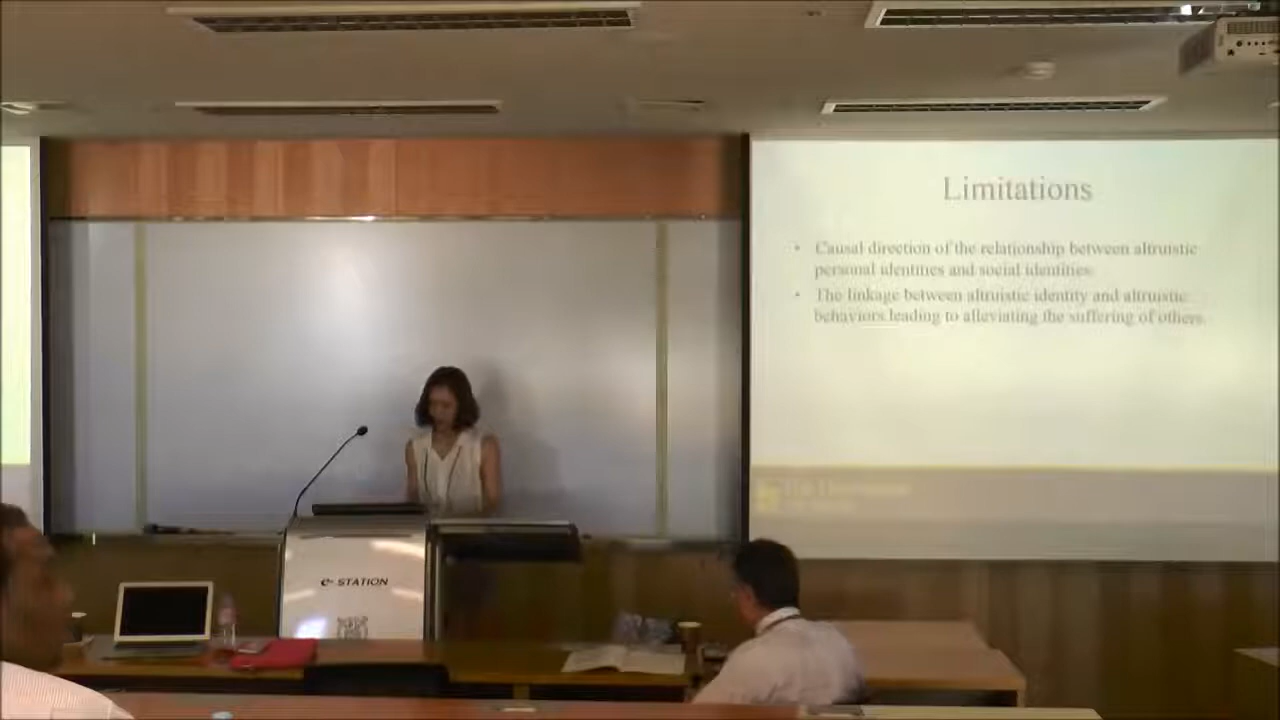 Limitations
• Causal direction of the relationship between altruistic
personal identities and social identities.
• The linkage between altruistic identity and altruistic
behaviors leading to alleviating the suffering of others.
e-STATION